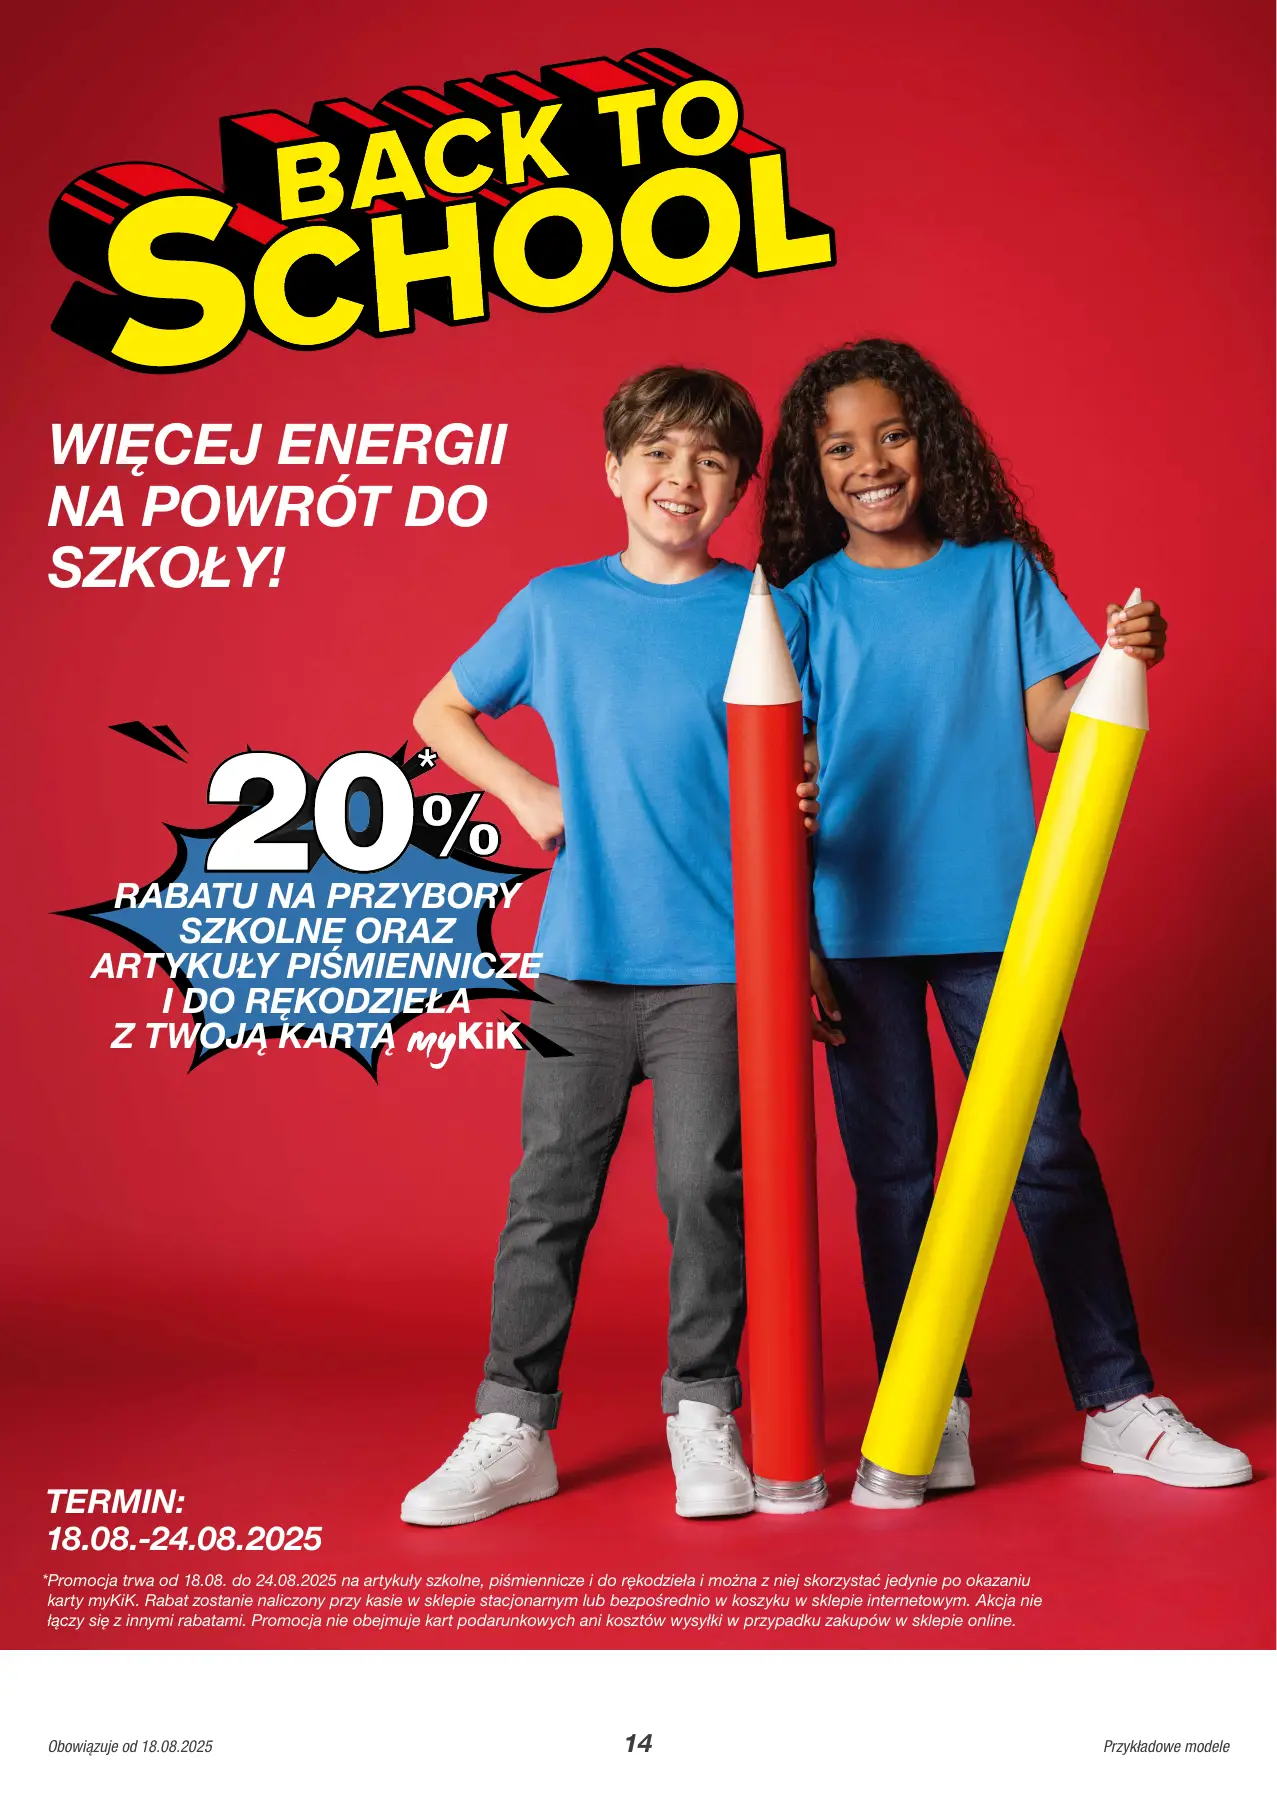 BACK TO
SCHOOL
WIĘCEJ ENERGII
NA POWRÓT DO
SZKOŁY!
20*%
RABATU NA PRZYBORY
SZKOLNE ORAZ
ARTYKUŁY PIŚMIENNICZE
I DO RĘKODZIEŁA
Z TWOJĄ KARTĄ myKiK
TERMIN:
18.08.-24.08.2025
*Promocja trwa od 18.08. do 24.08.2025 na artykuły szkolne, piśmiennicze i do rękodzieła i można z niej skorzystać jedynie po okazaniu
karty myKiK. Rabat zostanie naliczony przy kasie w sklepie stacjonarnym lub bezpośrednio w koszyku w sklepie internetowym. Akcja nie
łączy się z innymi rabatami. Promocja nie obejmuje kart podarunkowych ani kosztów wysyłki w przypadku zakupów w sklepie online.
Obowiązuje od 18.08.2025
14
Przykładowe modele